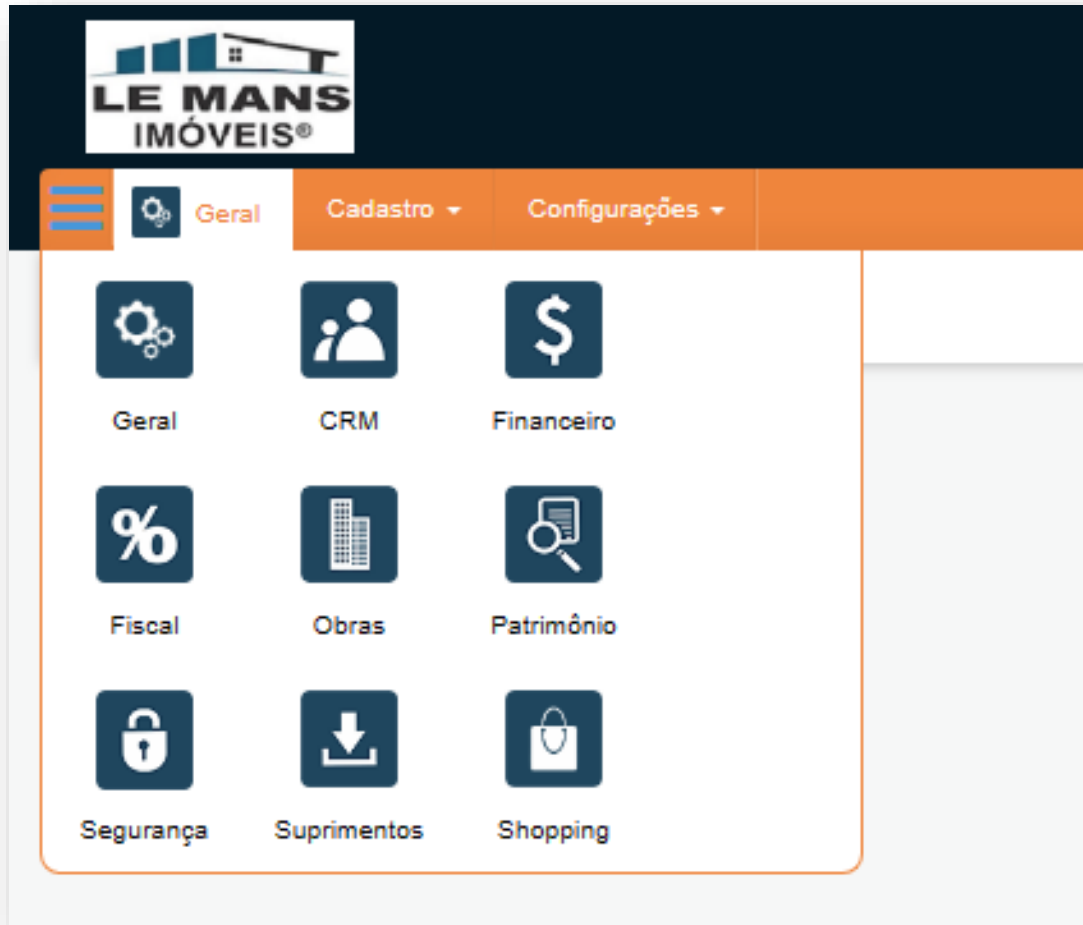 LE MANS
IMÓVEIS®
Geral Cadastro Configurações
Geral CRM Financeiro
Fiscal Obras Patrimônio
Segurança Suprimentos Shopping